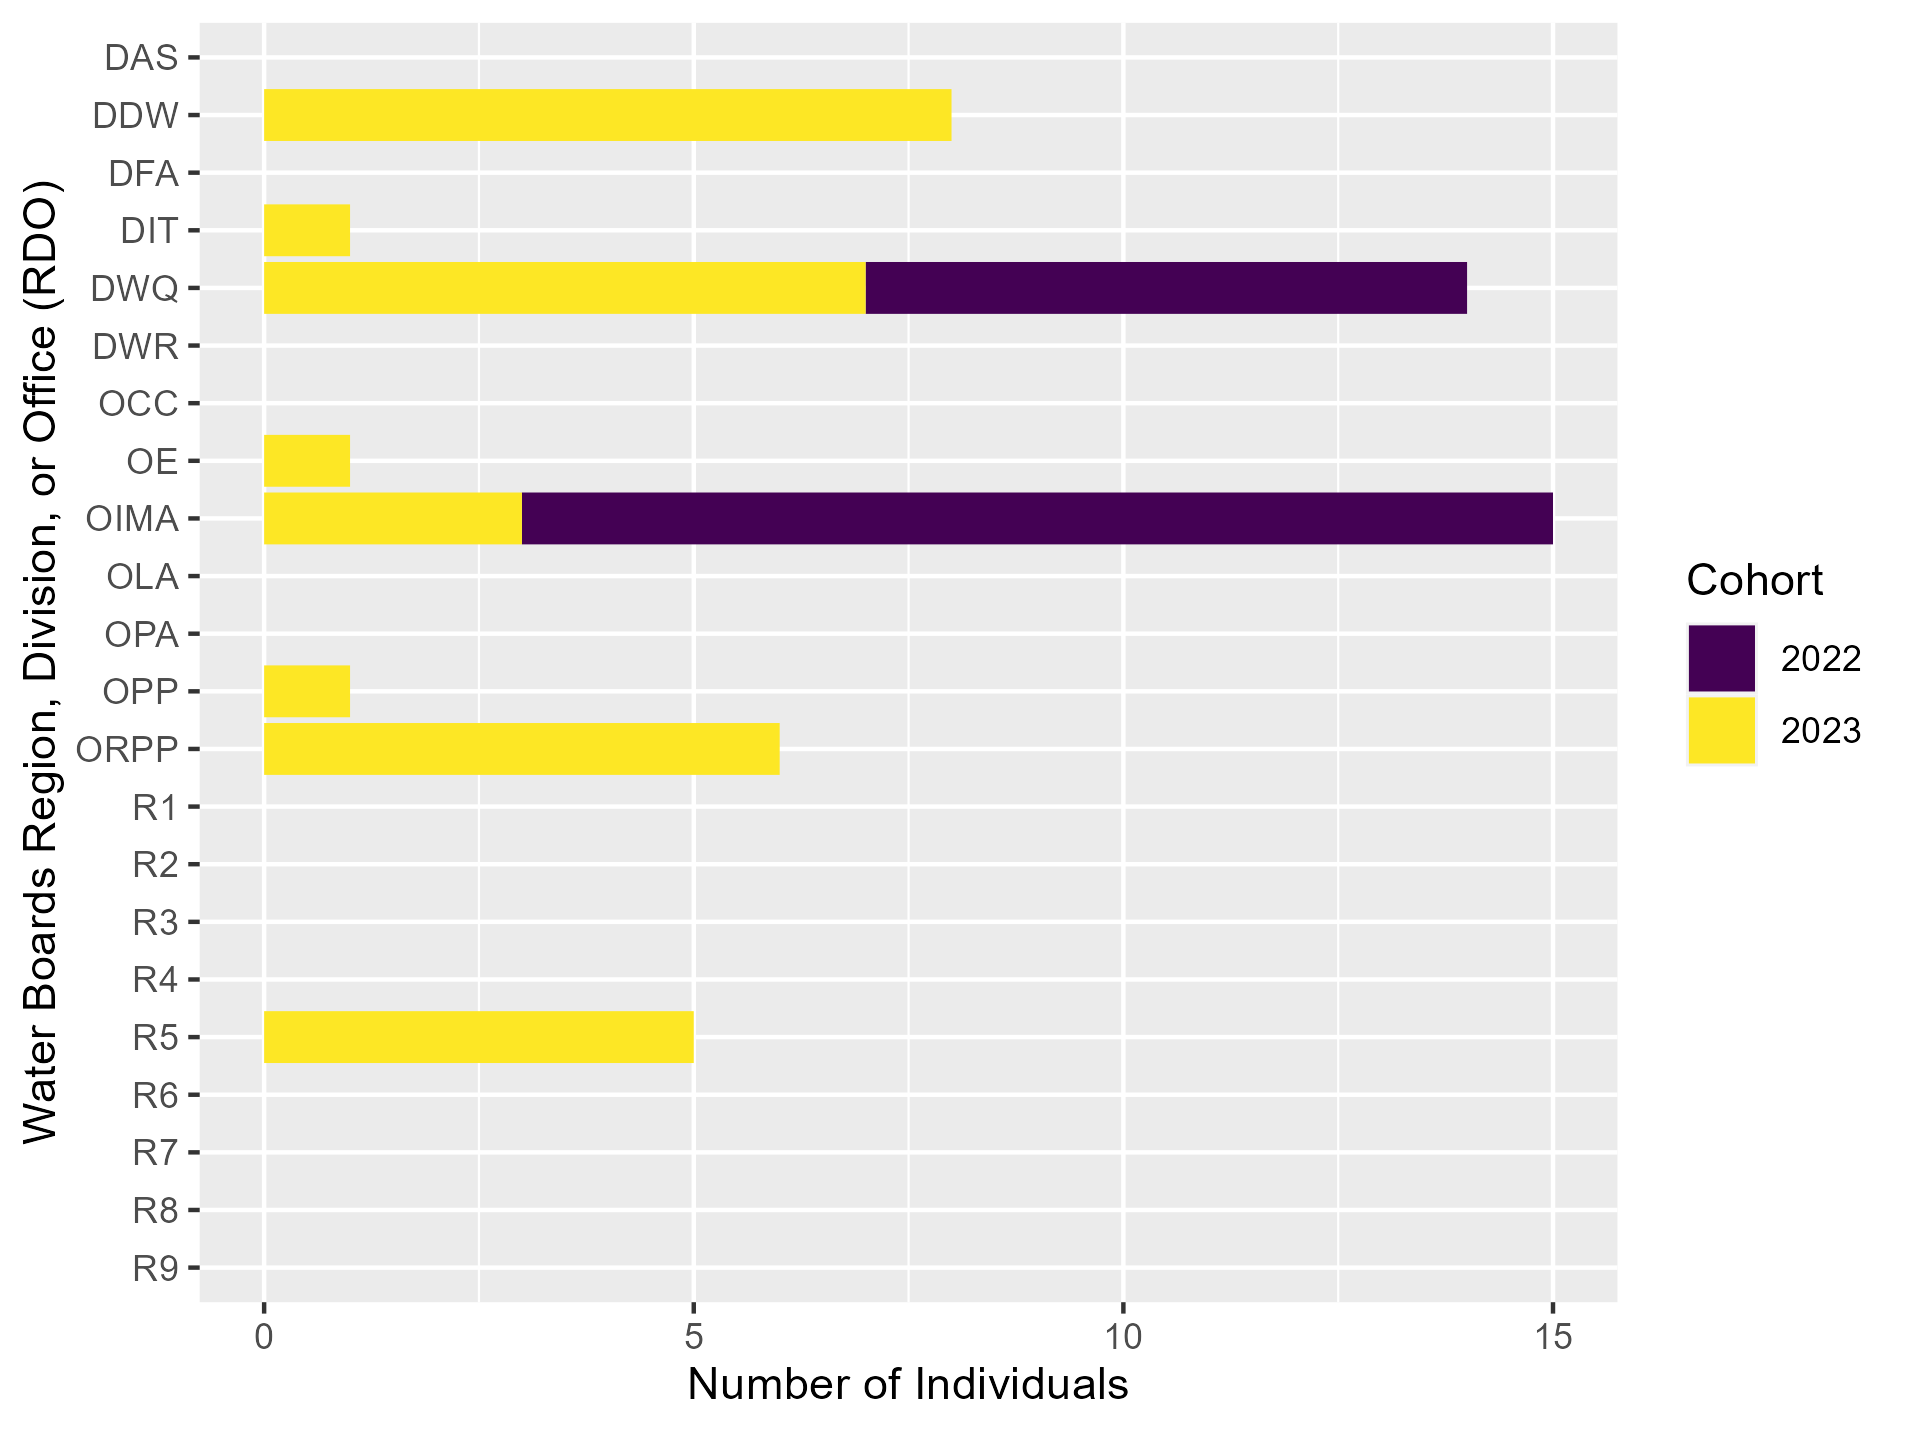 Water Boards Region, Division, or Office (RDO)
DAS
DDW
DFA
DIT
DWQ
DWR
OCC
OE
OIMA
OLA
OPA
OPP
ORPP
R1
R2
R3
R4
R5
R6
R7
R8
R9
0 5 10 15
Number of Individuals
Cohort
2022
2023